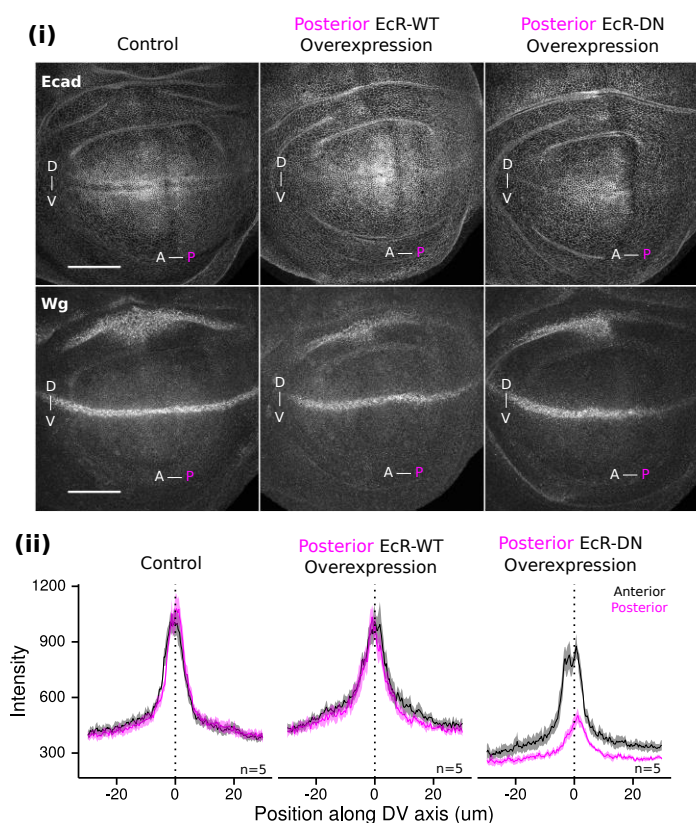 (i)
Control
Posterior EcR-WT
Overexpression
Posterior EcR-DN
Overexpression
Ecad
D
V
A — P
Wg
D
V
A — P
D
V
A — P
D
V
A — P
D
V
A — P
D
V
A — P
(ii)
Control
Posterior EcR-WT
Overexpression
Posterior EcR-DN
Overexpression
Anterior
Posterior
Intensity
1200
900
600
300
n=5
n=5
n=5
-20 0 20
-20 0 20
-20 0 20
Position along DV axis (um)